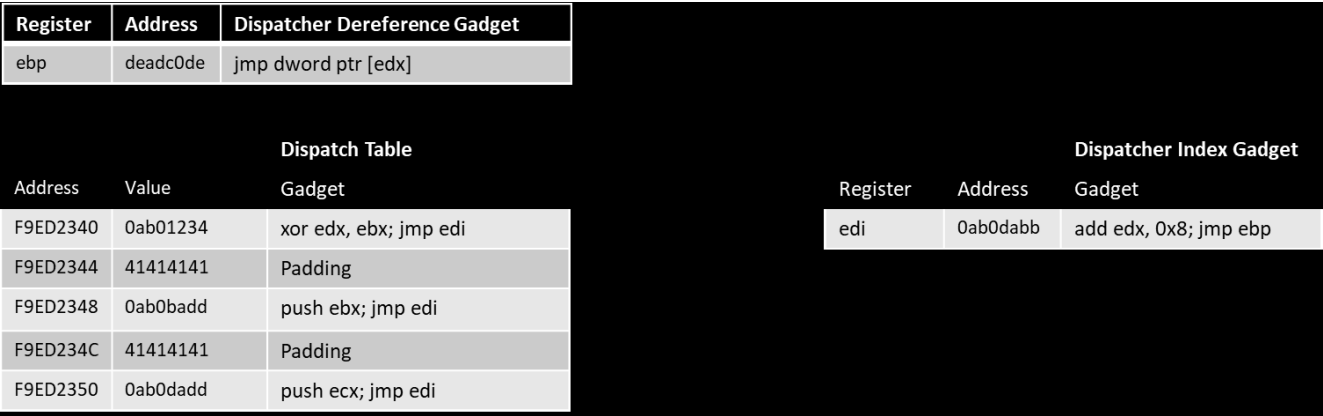 Register Address Dispatcher Dereference Gadget
ebp deadc0de jmp dword ptr [edx]
Dispatch Table
Address Value Gadget
F9ED2340 0ab01234 xor edx, ebx; jmp edi
F9ED2344 41414141 Padding
F9ED2348 0ab0badd push ebx; jmp edi
F9ED234C 41414141 Padding
F9ED2350 0ab0dadd push ecx; jmp edi
Dispatcher Index Gadget
Register Address Gadget
edi 0ab0dabb add edx, 0x8; jmp ebp